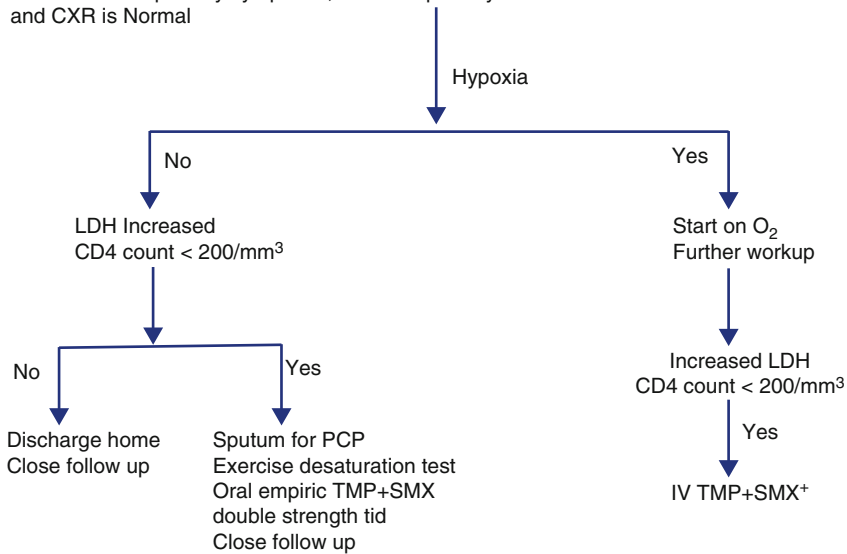 and CXR is Normal
Hypoxia
No
Yes
LDH Increased
CD4 count < 200/mm³
Start on O₂
Further workup
No
Yes
Increased LDH
CD4 count < 200/mm³
Yes
Discharge home
Close follow up
Sputum for PCP
Exercise desaturation test
Oral empiric TMP+SMX
double strength tid
Close follow up
IV TMP+SMX⁺